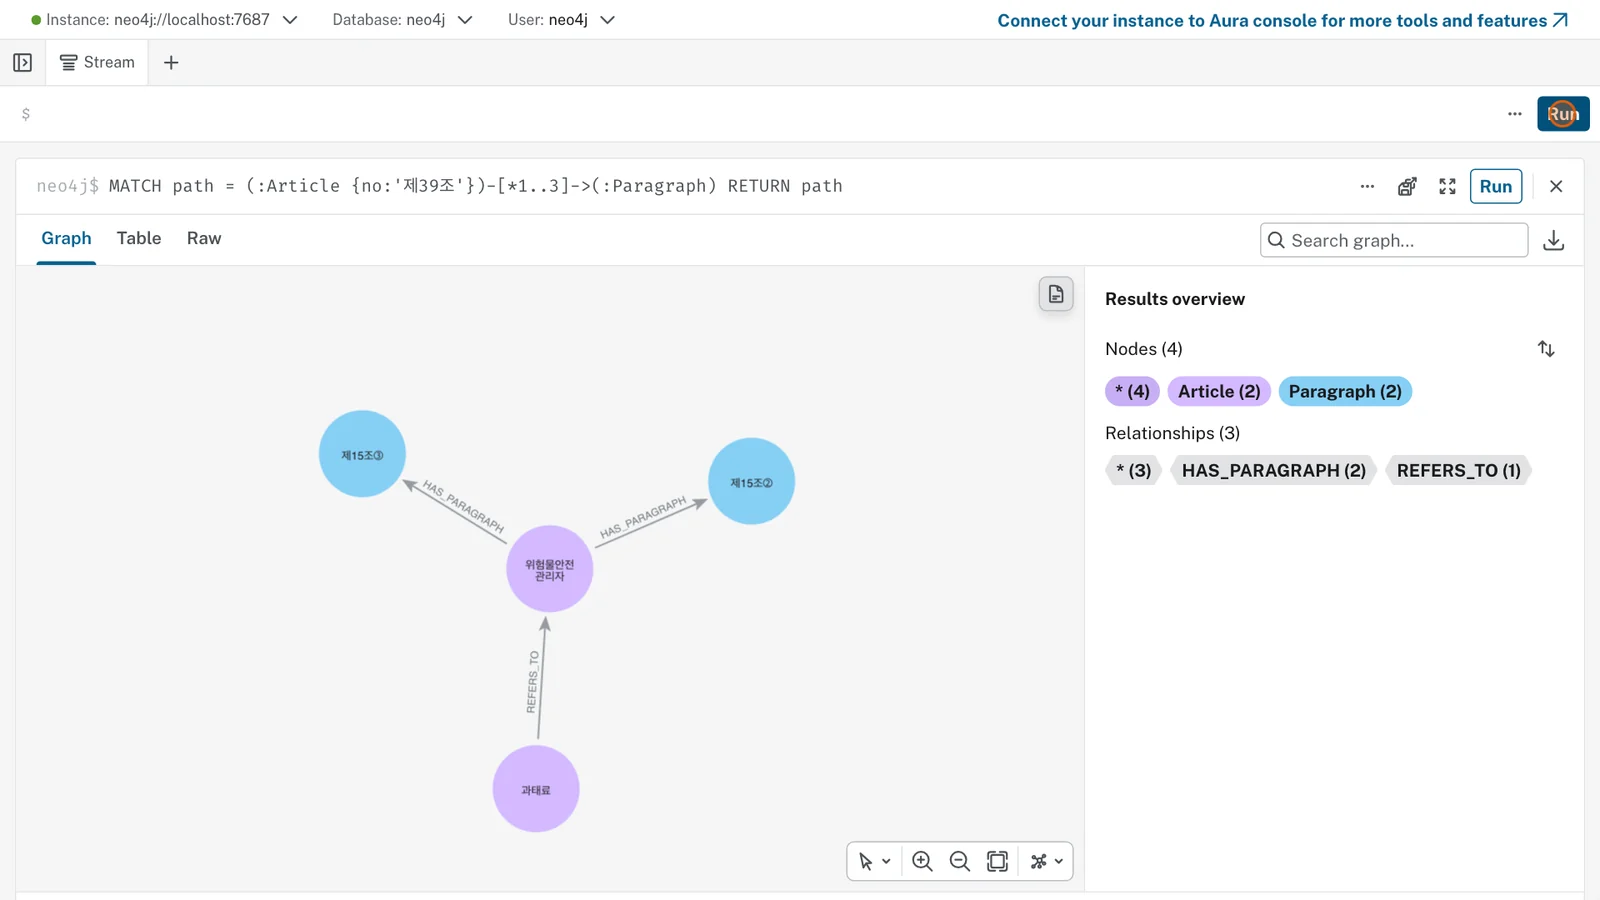 Instance: neo4j://localhost:7687 Database: neo4j User: neo4j Connect your instance to Aura console for more tools and features
Stream
$ Run
neo4j$ MATCH path = (:Article {no:'제39조'})-[*1..3]->(:Paragraph) RETURN path Run
Graph Table Raw Search graph...
Results overview
Nodes (4)
* (4) Article (2) Paragraph (2)
Relationships (3)
* (3) HAS_PARAGRAPH (2) REFERS_TO (1)
제15조③
제15조②
HAS_PARAGRAPH
HAS_PARAGRAPH
위험물안전
관리자
REFERS_TO
과태료